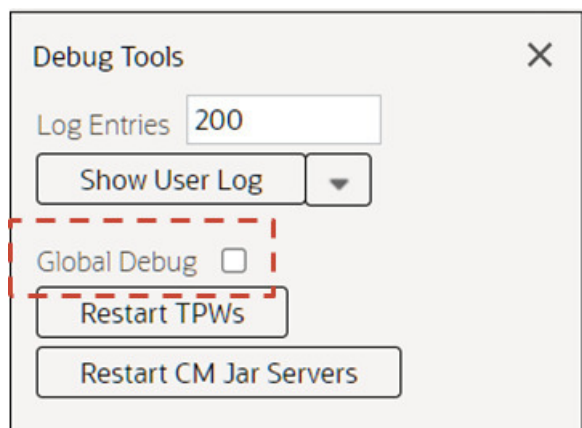 Debug Tools
Log Entries 200
Show User Log
Global Debug
Restart TPWs
Restart CM Jar Servers